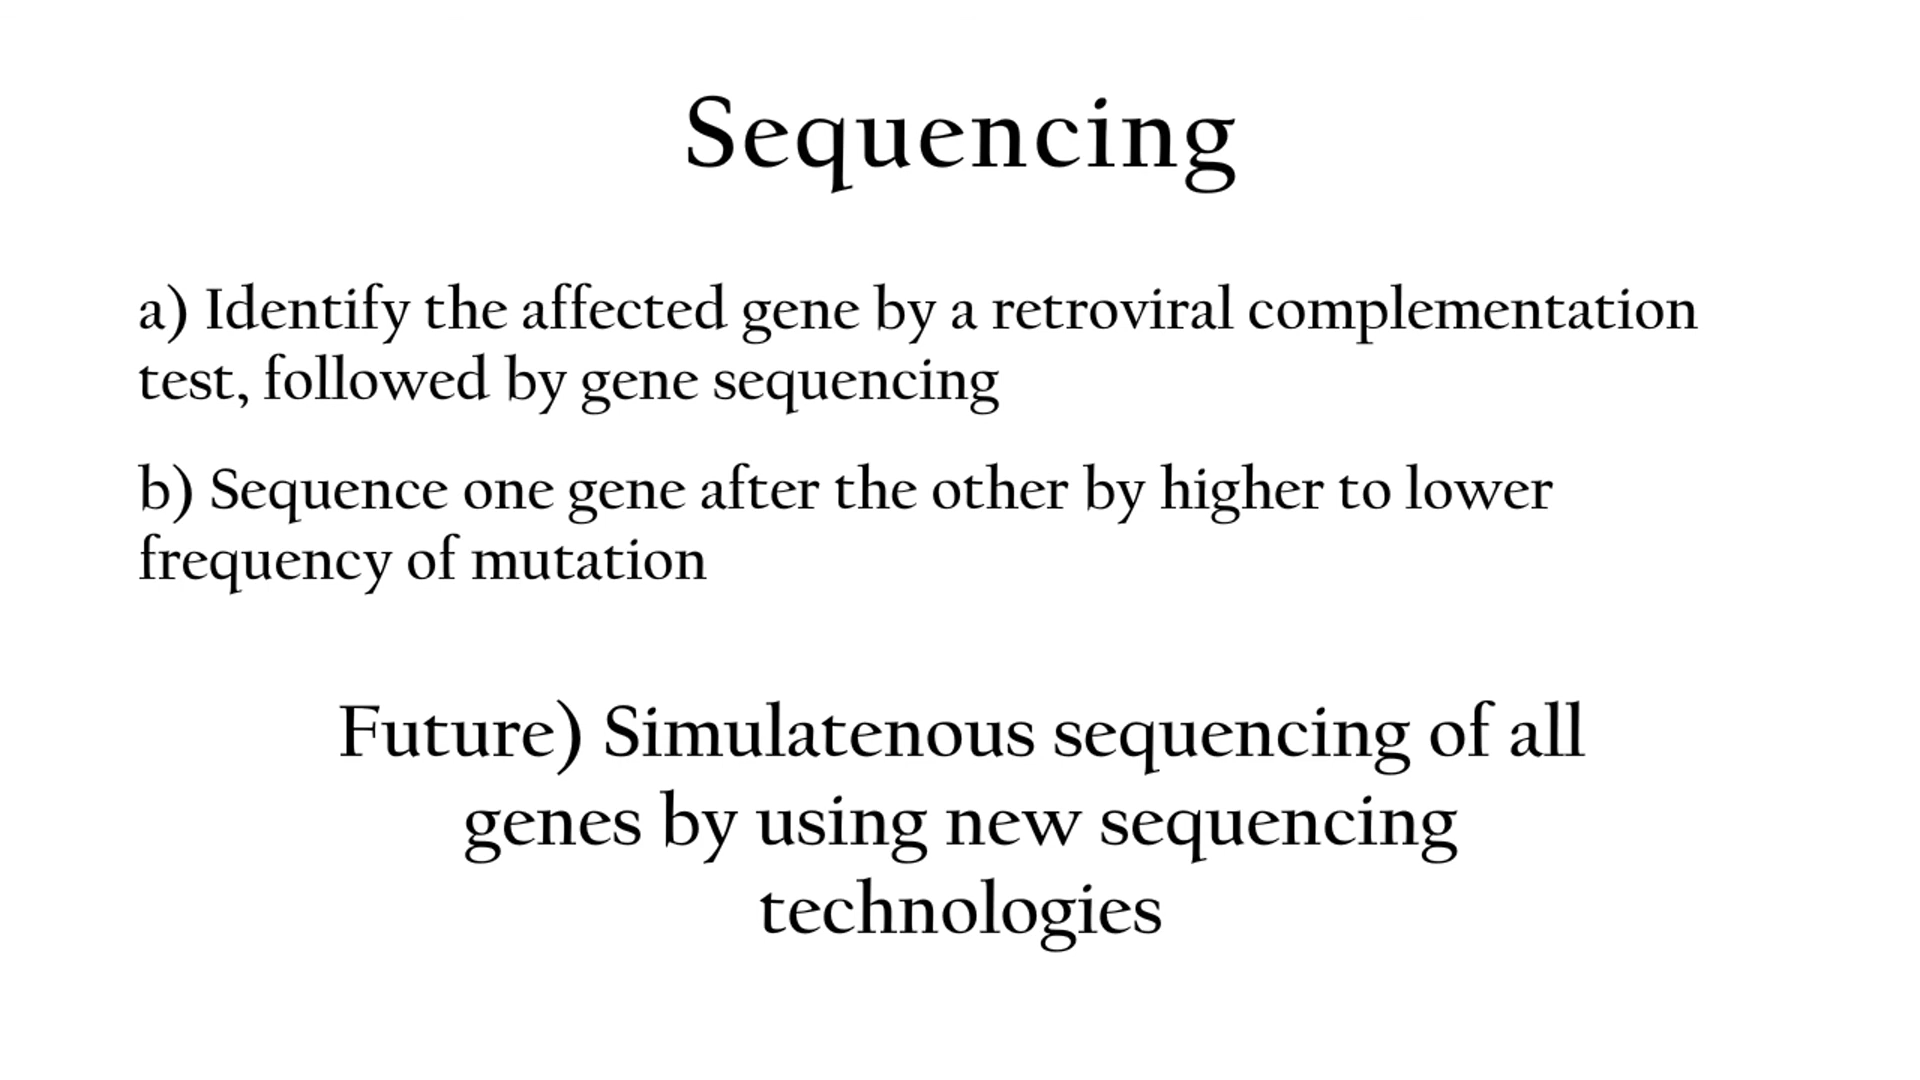 Sequencing
a) Identify the affected gene by a retroviral complementation
test, followed by gene sequencing
b) Sequence one gene after the other by higher to lower
frequency of mutation
Future) Simulatenous sequencing of all
genes by using new sequencing
technologies